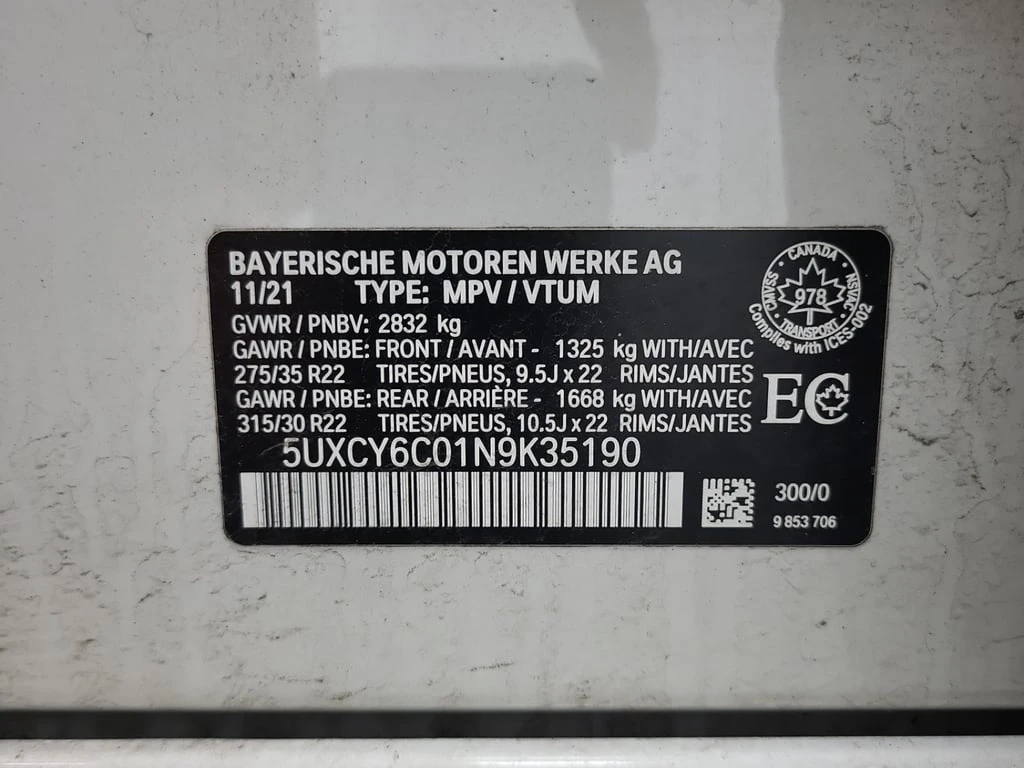 BAYERISCHE MOTOREN WERKE AG
11/21 TYPE: MPV / VTUM
GVWR / PNBV: 2832 kg
GAWR / PNBE: FRONT / AVANT - 1325 kg WITH/AVEC
275/35 R22 TIRES/PNEUS, 9.5J x 22 RIMS/JANTES
GAWR / PNBE: REAR / ARRIÈRE - 1668 kg WITH/AVEC
315/30 R22 TIRES/PNEUS, 10.5J x 22 RIMS/JANTES
5UXCY6C01N9K35190
CANADA
CMVSS
978
NSVAC
TRANSPORT
Complies with ICES-002
EC
300/0
9 853 706